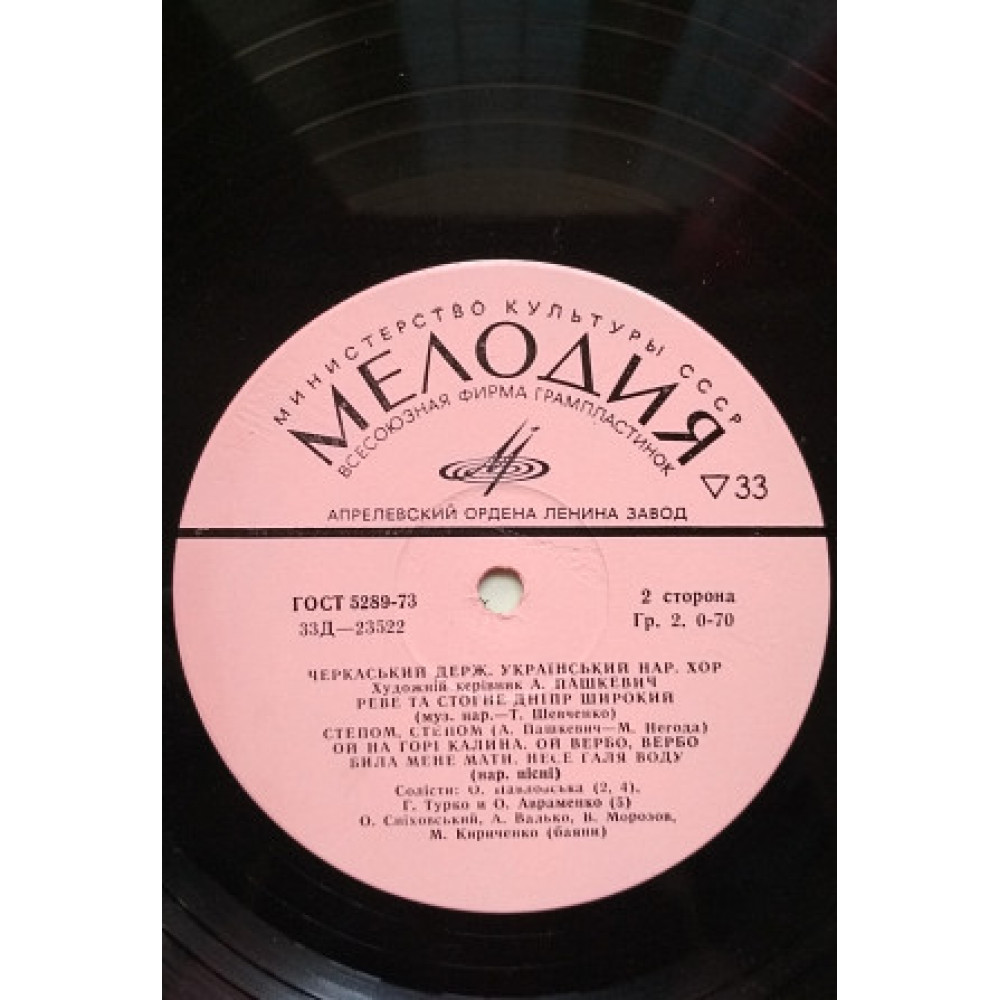 МИНИСТЕРСТВО КУЛЬТУРЫ СССР
МЕЛОДИЯ
ВСЕСОЮЗНАЯ ФИРМА ГРАМПЛАСТИНОК
▽33
АПРЕЛЕВСКИЙ ОРДЕНА ЛЕНИНА ЗАВОД
ГОСТ 5289-73
33Д—23522
2 сторона
Гр. 2. 0-70
ЧЕРКАСЬКИЙ ДЕРЖ. УКРАЇНСЬКИЙ НАР. ХОР
Художній керівник А. ПАШКЕВИЧ
РЕВЕ ТА СТОГНЕ ДНІПР ШИРОКИЙ
(муз. нар.—Т. Шевченко)
СТЕПОМ, СТЕПОМ (А. Пашкевич—М. Негода)
ОЙ НА ГОРІ КАЛИНА. ОЙ ВЕРБО, ВЕРБО
БИЛА МЕНЕ МАТИ. НЕСЕ ГАЛЯ ВОДУ
(нар. пісні)
Солісти: О. Павловська (2, 4),
Г. Турко и О. Авраменко (5)
О. Сніховський, А. Валько, В. Морозов,
М. Кириченко (баяни)